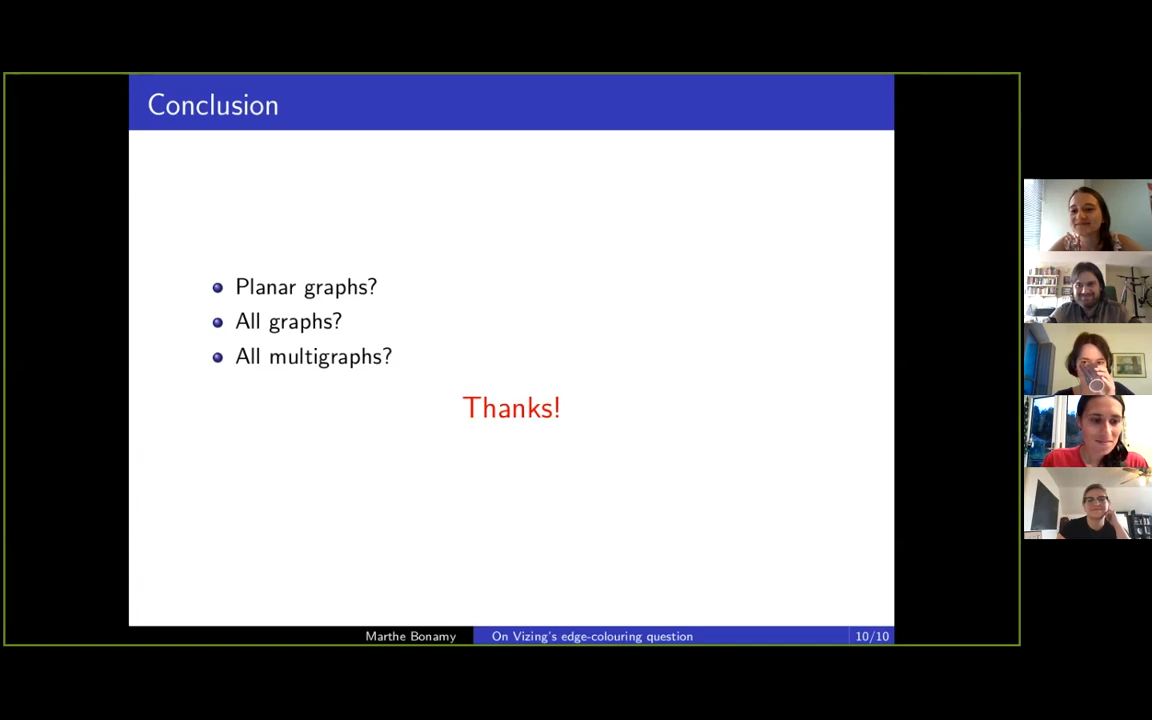 Conclusion
Planar graphs?
All graphs?
All multigraphs?
Thanks!
Marthe Bonamy
On Vizing's edge-colouring question
10/10